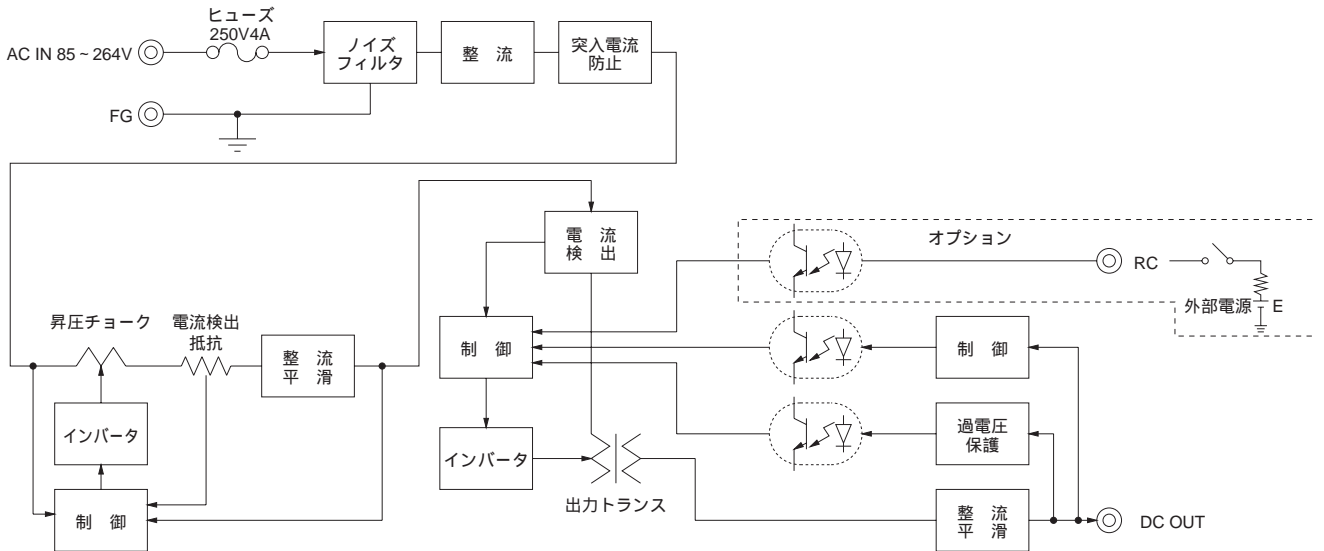 ヒューズ
250V4A
AC IN 85 ~ 264V
ノイズ
フィルタ
整 流
突入電流
防止
FG
電 流
検 出
オプション
RC
外部電源
E
昇圧チョーク
電流検出
抵抗
整 流
平 滑
制 御
制 御
インバータ
インバータ
過電圧
保護
出力トランス
制 御
整 流
平 滑
DC OUT